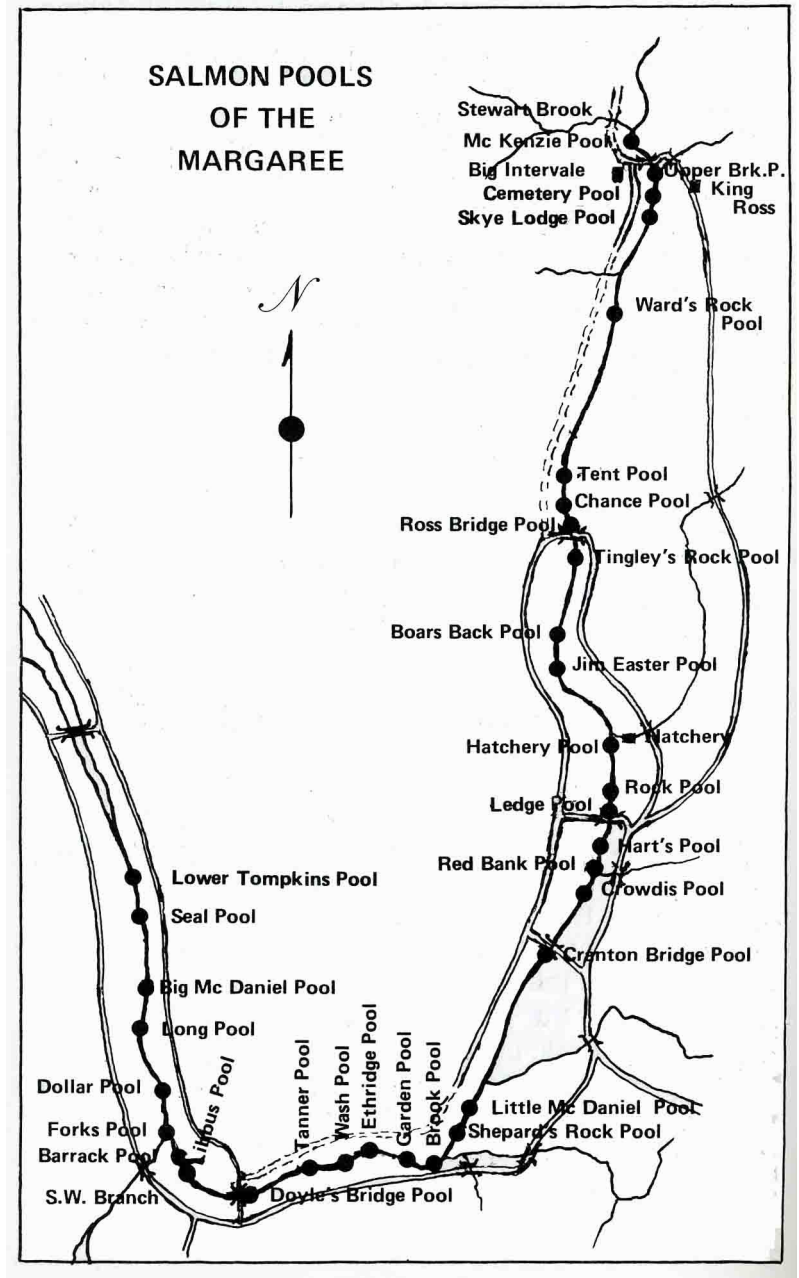 SALMON POOLS
OF THE
MARGAREE
N
Stewart Brook
Mc Kenzie Pool
Big Intervale
Upper Brk.P.
Cemetery Pool
King
Ross
Skye Lodge Pool
Ward's Rock
Pool
Tent Pool
Chance Pool
Ross Bridge Pool
Tingley's Rock Pool
Boars Back Pool
Jim Easter Pool
Hatchery
Hatchery Pool
Rock Pool
Ledge Pool
Hart's Pool
Red Bank Pool
Crowdis Pool
Cranton Bridge Pool
Lower Tompkins Pool
Seal Pool
Big Mc Daniel Pool
Long Pool
Dollar Pool
Forks Pool
Barrack Pool
Pool
S.W. Branch
Doyle's Bridge Pool
Tanner Pool
Wash Pool
Ethridge Pool
Garden Pool
Brook Pool
Little Mc Daniel Pool
Shepard's Rock Pool